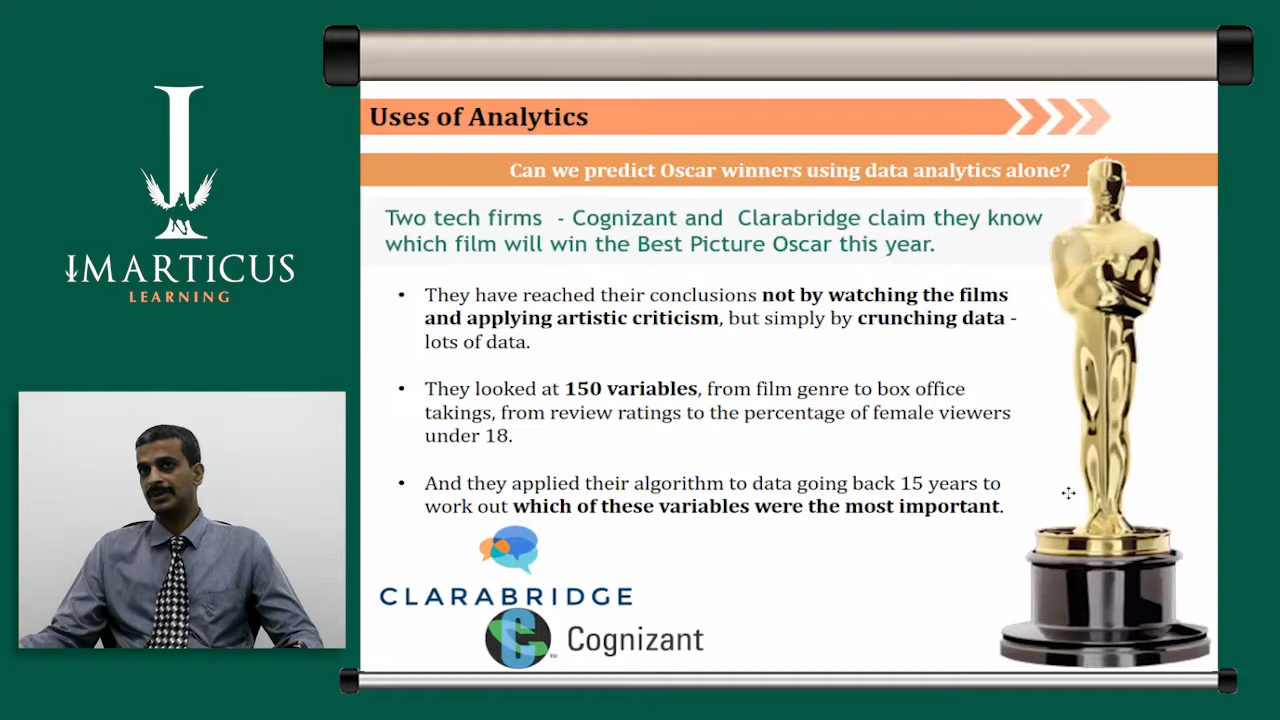 IMARTICUS
LEARNING
Uses of Analytics
Can we predict Oscar winners using data analytics alone?
Two tech firms - Cognizant and Clarabridge claim they know
which film will win the Best Picture Oscar this year.
• They have reached their conclusions not by watching the films
and applying artistic criticism, but simply by crunching data -
lots of data.
• They looked at 150 variables, from film genre to box office
takings, from review ratings to the percentage of female viewers
under 18.
• And they applied their algorithm to data going back 15 years to
work out which of these variables were the most important.
CLARABRIDGE
Cognizant